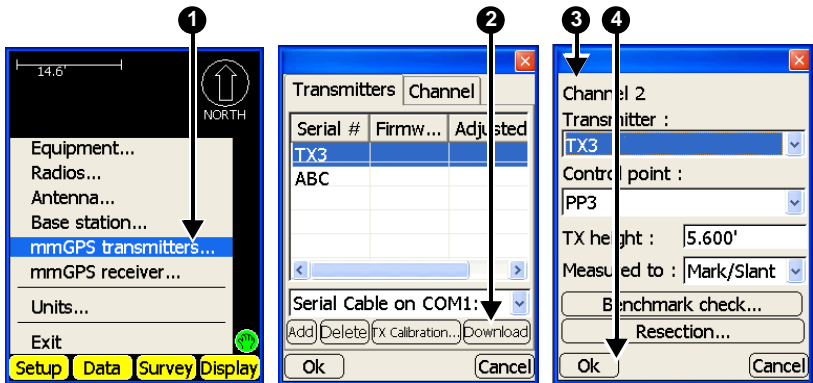 1
2
3
4
14.6'
NORTH
Equipment...
Radios...
Antenna...
Base station...
mmGPS transmitters...
mmGPS receiver...
Units...
Exit
Setup Data Survey Display
Transmitters Channel
Serial # Firmw... Adjusted
TX3
ABC
Serial Cable on COM1:
Add Delete TX Calibration... Download
Ok Cancel
Channel 2
Transmitter :
TX3
Control point :
PP3
TX height : 5.600'
Measured to : Mark/Slant
Benchmark check...
Resection...
Ok Cancel